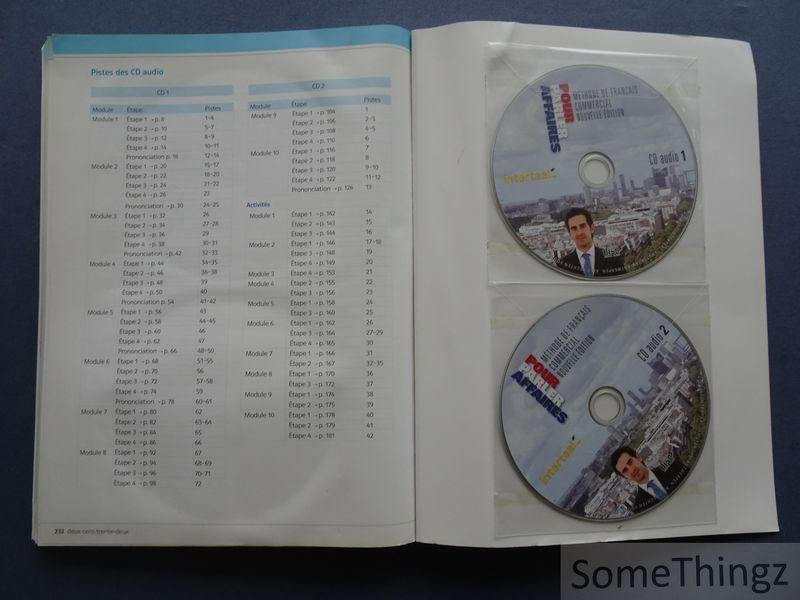 Pistes des CD audio
CD 1
Module Étape Pistes
Module 1 Étape 1 → p. 8 1–4
Étape 2 → p. 10 5–7
Étape 3 → p. 12 8–9
Étape 4 → p. 14 10–11
Prononciation p. 18 12–14
Module 2 Étape 1 → p. 20 15–17
Étape 2 → p. 22 18–20
Étape 3 → p. 24 21–22
Étape 4 → p. 26 23
Prononciation → p. 30 24–25
Module 3 Étape 1 → p. 32 26
Étape 2 → p. 34 27–28
Étape 3 → p. 36 29
Étape 4 → p. 38 30–31
Prononciation → p. 42 32–33
Module 4 Étape 1 → p. 44 34–35
Étape 2 → p. 46 36–38
Étape 3 → p. 48 39
Étape 4 → p. 50 40
Prononciation p. 54 41–42
Module 5 Étape 1 → p. 56 43
Étape 2 → p. 58 44–45
Étape 3 → p. 60 46
Étape 4 → p. 62 47
Prononciation → p. 66 48–50
Module 6 Étape 1 → p. 68 51–55
Étape 2 → p. 70 56
Étape 3 → p. 72 57–58
Étape 4 → p. 74 59
Prononciation → p. 78 60–61
Module 7 Étape 1 → p. 80 62
Étape 2 → p. 82 63–64
Étape 3 → p. 84 65
Étape 4 → p. 86 66
Module 8 Étape 1 → p. 92 67
Étape 2 → p. 94 68–69
Étape 3 → p. 96 70–71
Étape 4 → p. 98 72
232 deux-cent-trente-deux
CD 2
Module Étape Pistes
Module 9 Étape 1 → p. 104 1
Étape 2 → p. 106 2–3
Étape 3 → p. 108 4–5
Étape 4 → p. 110 6
Module 10 Étape 1 → p. 116 7
Étape 2 → p. 118 8
Étape 3 → p. 120 9–10
Étape 4 → p. 122 11–12
Prononciation → p. 126 13
Activités
Module 1 Étape 1 → p. 142 14
Étape 2 → p. 143 15
Étape 3 → p. 144 16
Module 2 Étape 1 → p. 146 17–18
Étape 3 → p. 148 19
Étape 4 → p. 149 20
Module 3 Étape 4 → p. 153 21
Module 4 Étape 2 → p. 155 22
Étape 3 → p. 156 23
Module 5 Étape 1 → p. 158 24
Étape 3 → p. 160 25
Module 6 Étape 1 → p. 162 26
Étape 3 → p. 164 27–29
Étape 4 → p. 165 30
Module 7 Étape 1 → p. 166 31
Étape 2 → p. 167 32–35
Module 8 Étape 1 → p. 170 36
Étape 3 → p. 172 37
Module 9 Étape 1 → p. 174 38
Étape 2 → p. 175 39
Module 10 Étape 1 → p. 178 40
Étape 2 → p. 179 41
Étape 4 → p. 181 42
POUR PARLER AFFAIRES
MÉTHODE DE FRANÇAIS
COMMERCIAL
NOUVELLE ÉDITION
CD audio 1
intertaal
MÉTHODE DE FRANÇAIS
COMMERCIAL
NOUVELLE ÉDITION
POUR PARLER AFFAIRES
CD audio 2
intertaal
SomeThingz